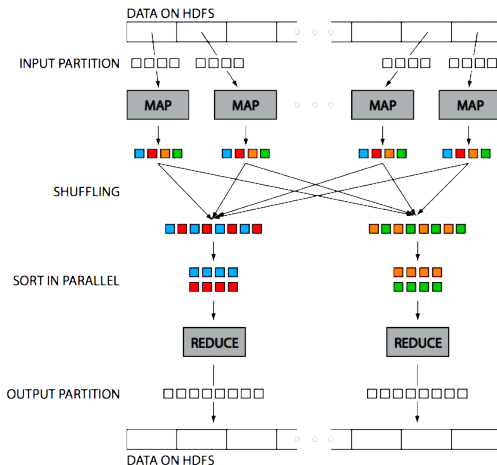 DATA ON HDFS
INPUT PARTITION
MAP MAP MAP MAP
SHUFFLING
SORT IN PARALLEL
REDUCE REDUCE
OUTPUT PARTITION
DATA ON HDFS